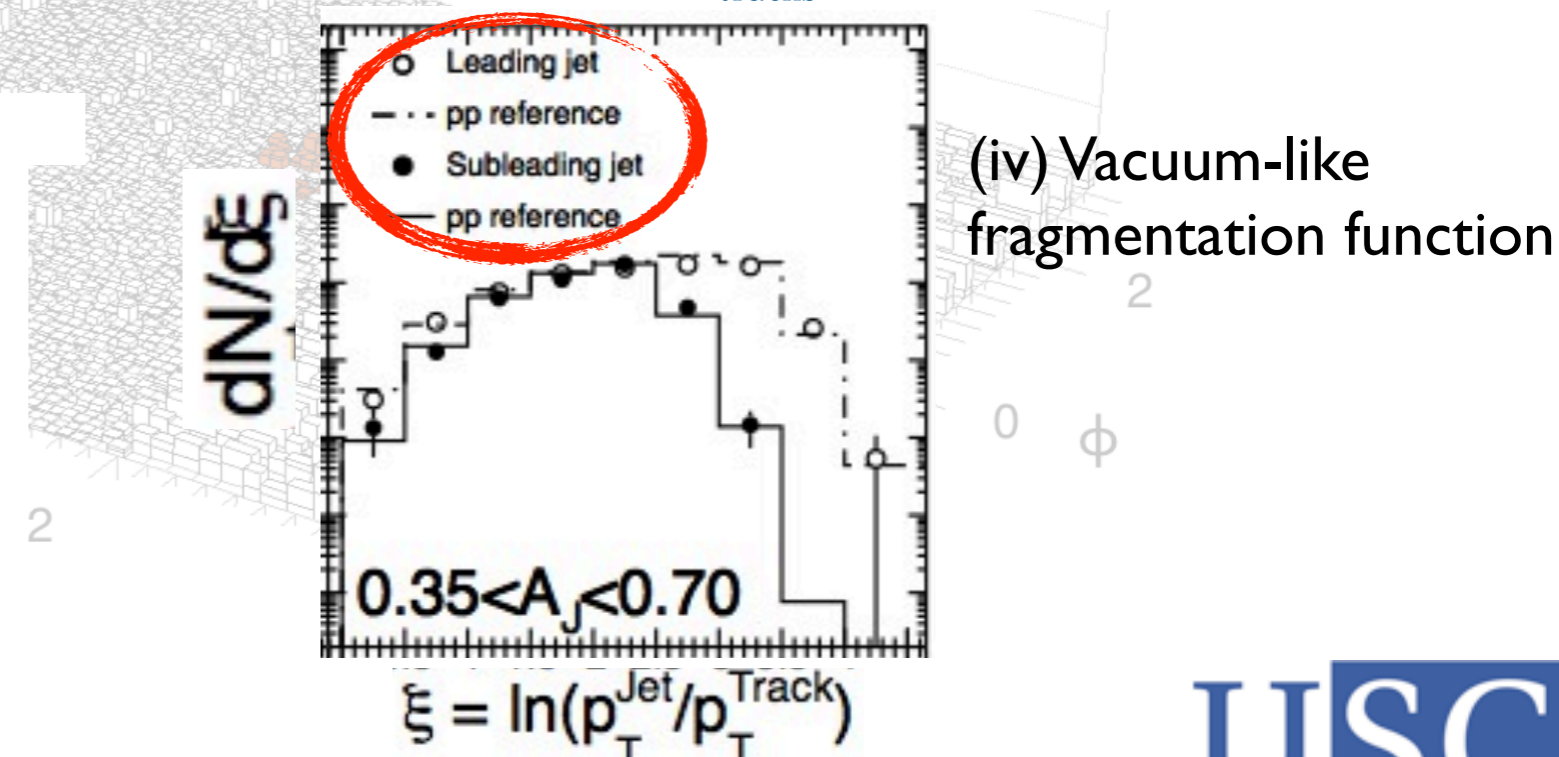 Leading jet
pp reference
Subleading jet
pp reference
(iv) Vacuum-like
fragmentation function
dN/dξ
2
0 ϕ
2
0.35<A_J<0.70
ξ = ln(p_T^Jet/p_T^Track)
USC